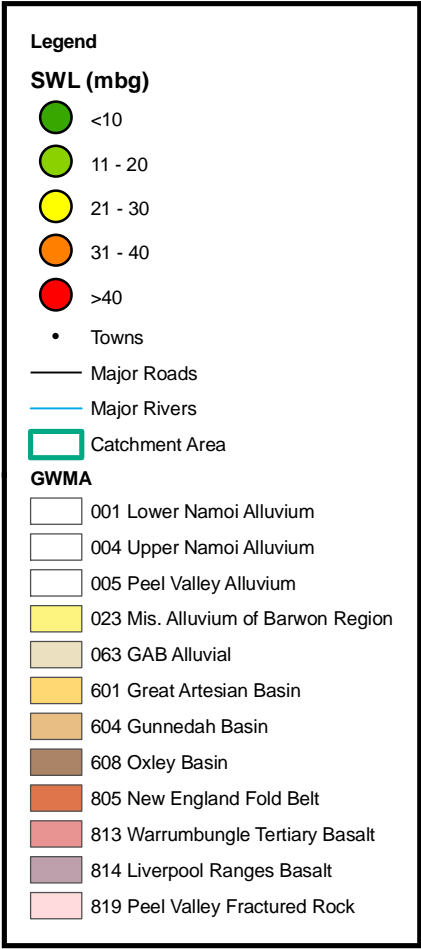 Legend
SWL (mbg)
<10
11 - 20
21 - 30
31 - 40
>40
Towns
Major Roads
Major Rivers
Catchment Area
GWMA
001 Lower Namoi Alluvium
004 Upper Namoi Alluvium
005 Peel Valley Alluvium
023 Mis. Alluvium of Barwon Region
063 GAB Alluvial
601 Great Artesian Basin
604 Gunnedah Basin
608 Oxley Basin
805 New England Fold Belt
813 Warrumbungle Tertiary Basalt
814 Liverpool Ranges Basalt
819 Peel Valley Fractured Rock